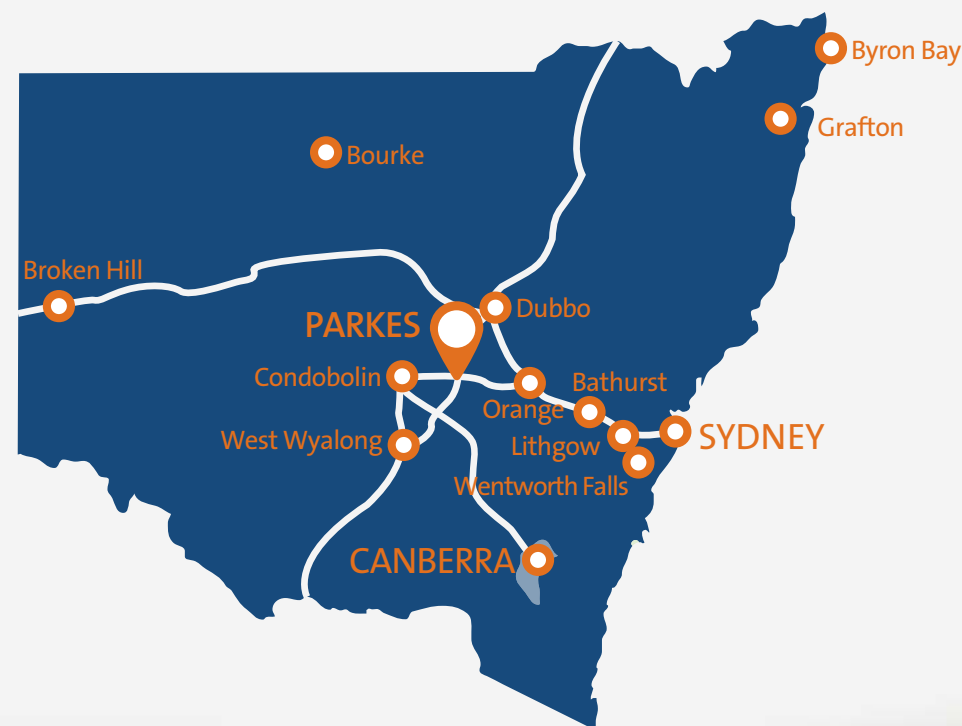 Byron Bay
Grafton
Bourke
Broken Hill
Dubbo
PARKES
Condobolin
Bathurst
Orange
SYDNEY
West Wyalong
Lithgow
Wentworth Falls
CANBERRA